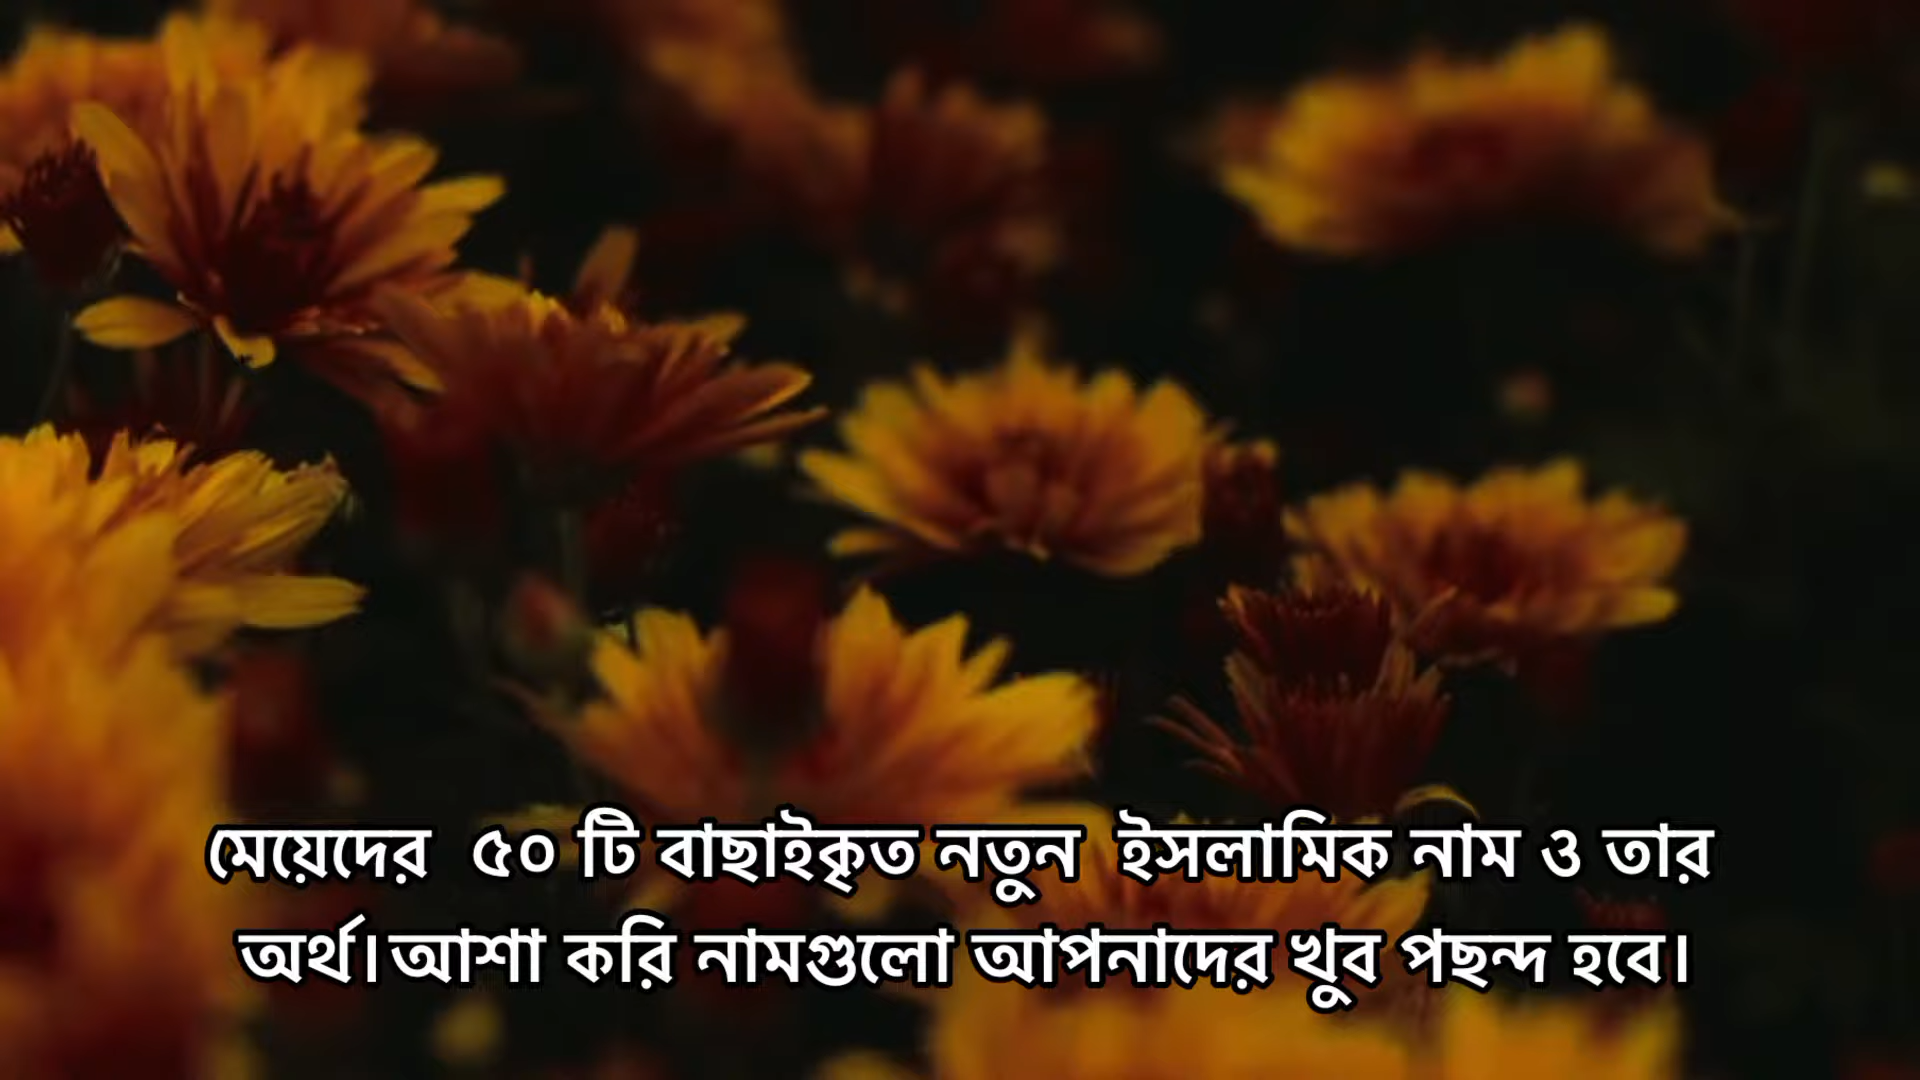 মেয়েদের ৫০ টি বাছাইকৃত নতুন ইসলামিক নাম ও তার
অর্থ।আশা করি নামগুলো আপনাদের খুব পছন্দ হবে।